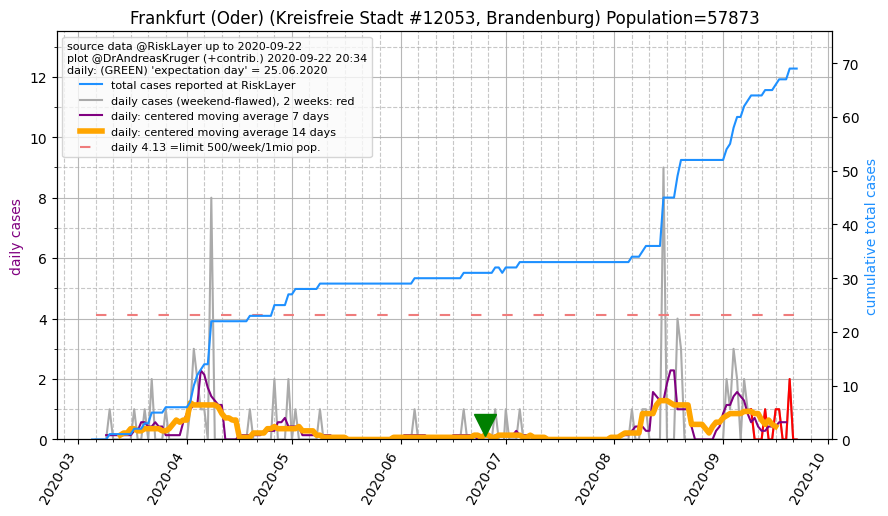 Frankfurt (Oder) (Kreisfreie Stadt #12053, Brandenburg) Population=57873
source data @RiskLayer up to 2020-09-22
plot @DrAndreasKruger (+contrib.) 2020-09-22 20:34
daily: (GREEN) 'expectation day' = 25.06.2020
total cases reported at RiskLayer
daily cases (weekend-flawed), 2 weeks: red
daily: centered moving average 7 days
daily: centered moving average 14 days
daily 4.13 =limit 500/week/1mio pop.
daily cases
12
10
8
6
4
2
0
cumulative total cases
70
60
50
40
30
20
10
0
2020-03
2020-04
2020-05
2020-06
2020-07
2020-08
2020-09
2020-10